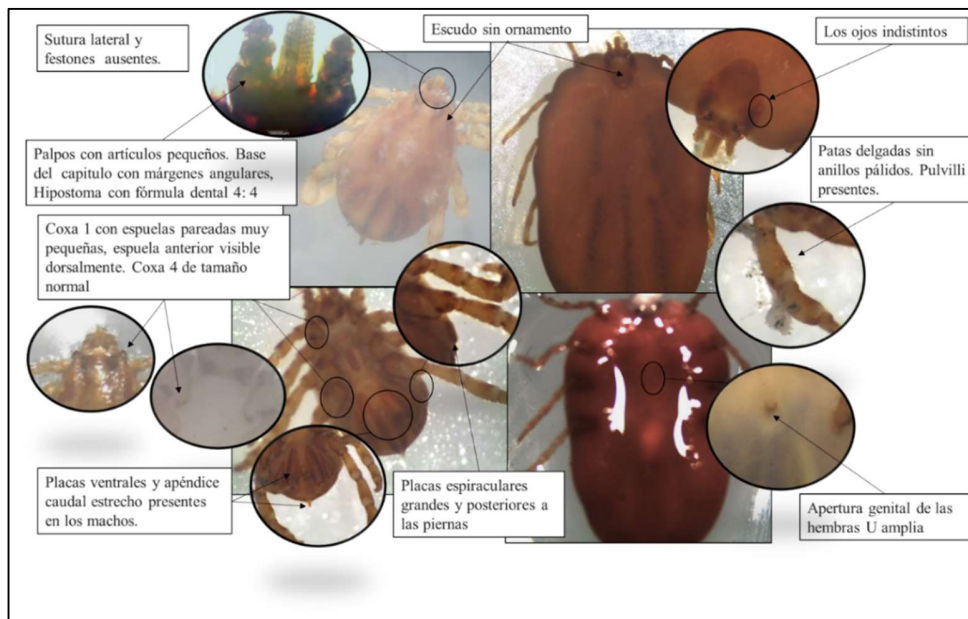 Sutura lateral y
festones ausentes.
Escudo sin ornamento
Los ojos indistintos
Palpos con artículos pequeños. Base
del capitulo con márgenes angulares,
Hipostoma con fórmula dental 4: 4
Patas delgadas sin
anillos pálidos. Pulvilli
presentes.
Coxa 1 con espuelas pareadas muy
pequeñas, espuela anterior visible
dorsalmente. Coxa 4 de tamaño
normal
Placas ventrales y apéndice
caudal estrecho presentes
en los machos.
Placas espiraculares
grandes y posteriores a
las piernas
Apertura genital de las
hembras U amplia